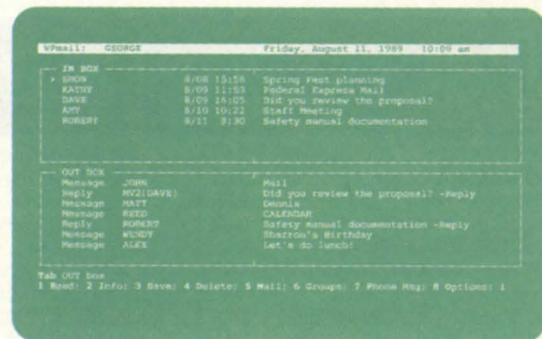 WPmail: GEORGE Friday, August 11, 1989 10:09 am
IN BOX
8/08 15:56 Spring Fest planning
KATHY 8/09 11:53 Federal Express Mail
DAVE 8/09 16:05 Did you review the proposal?
AMY 8/10 10:22 Staff Meeting
ROBERT 8/11 8:30 Safety manual documentation
OUT BOX
Message JOHN Mail
Reply MV2(DAVE) Did you review the proposal? -Reply
Message MATT Dennis
Message REED CALENDAR
Reply ROBERT Safety manual documentation -Reply
Message WENDY Sharron's Birthday
Message ALEX Let's do lunch!
Tab OUT box
1 Read; 2 Info; 3 Save; 4 Delete; 5 Mail; 6 Groups; 7 Phone Msg; 8 Options: 1